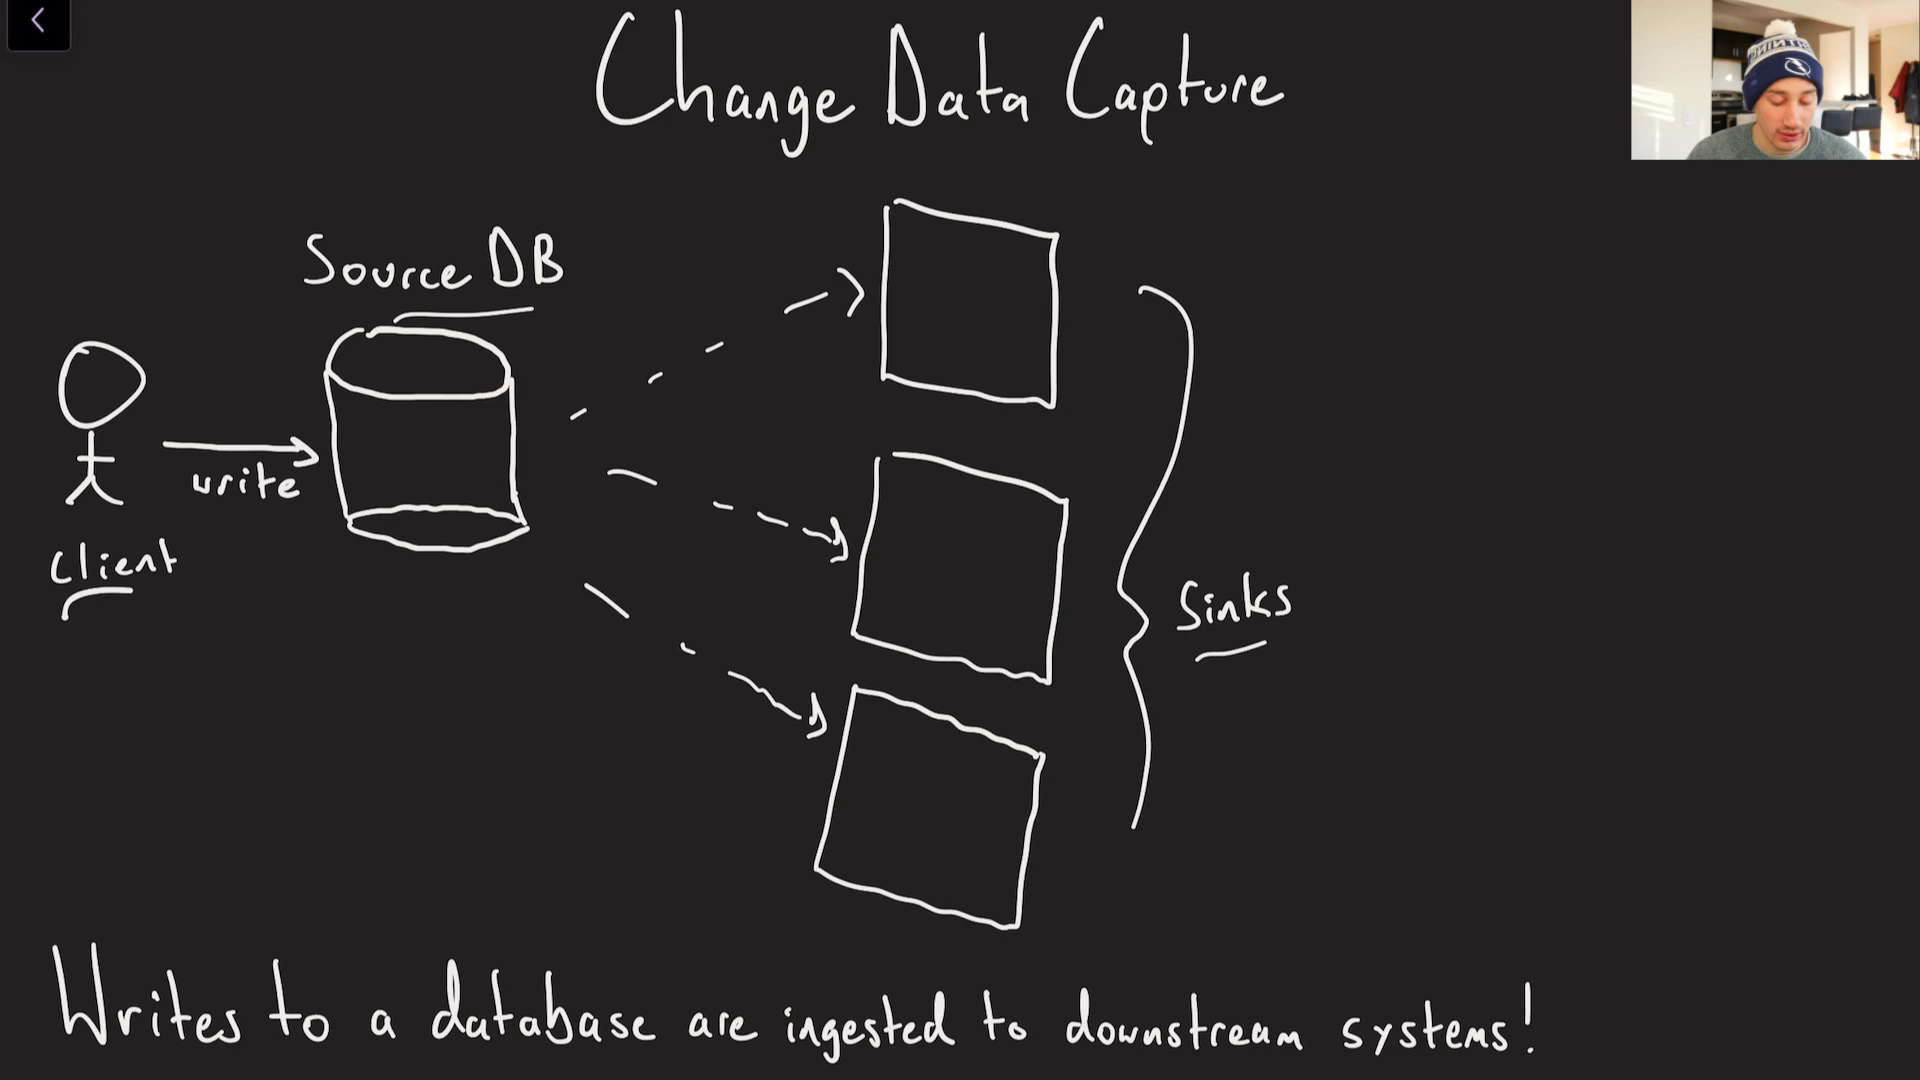 Change Data Capture
Source DB
write
Client
Sinks
Writes to a database are ingested to downstream systems!